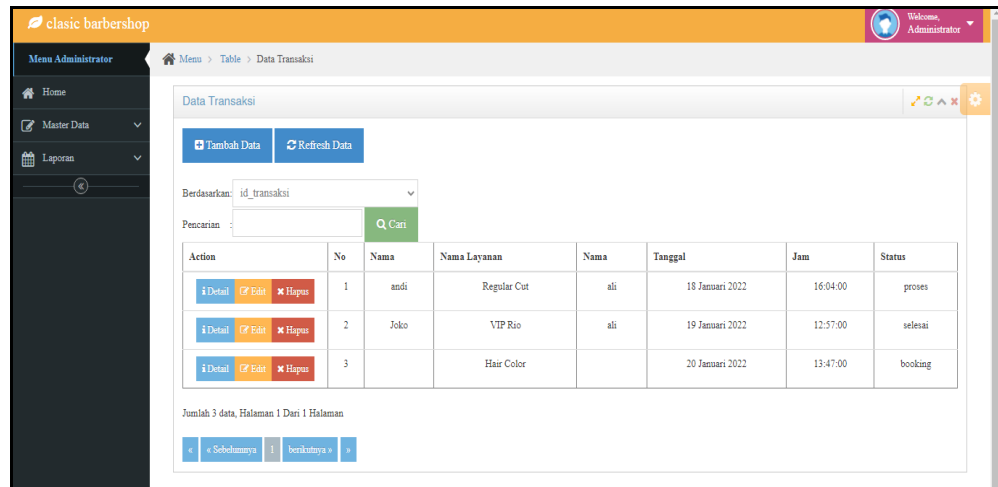 clasic barbershop
Welcome,
Administrator
Menu Administrator
Menu > Table > Data Transaksi
Home
Master Data
Laporan
Data Transaksi
Tambah Data
Refresh Data
Berdasarkan: id_transaksi
Pencarian :
Cari
Action No Nama Nama Layanan Nama Tanggal Jam Status
Detail Edit Hapus 1 andi Regular Cut ali 18 Januari 2022 16:04:00 proses
Detail Edit Hapus 2 Joko VIP Rio ali 19 Januari 2022 12:57:00 selesai
Detail Edit Hapus 3 Hair Color 20 Januari 2022 13:47:00 booking
Jumlah 3 data, Halaman 1 Dari 1 Halaman
« « Sebelumnya 1 berikutnya » »